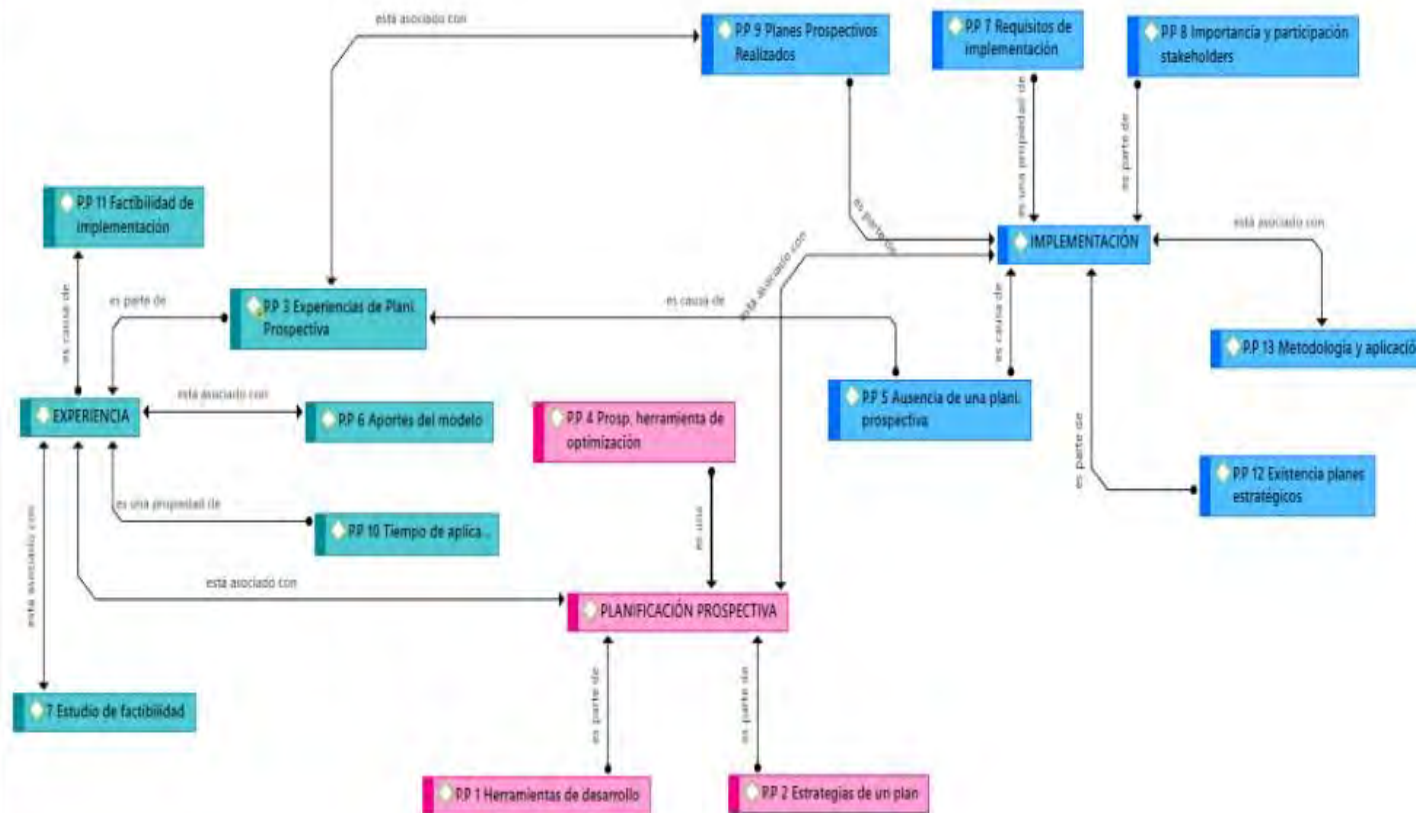 está asociado con
P.P 9 Planes Prospectivos
Realizados
P.P 7 Requisitos de
implementación
P.P 8 Importancia y participación
stakeholders
es una propiedad de
es parte de
P.P 11 Factibilidad de
implementación
es parte de
está asociado con
IMPLEMENTACIÓN
está asociado con
P.P 3 Experiencias de Plani.
Prospectiva
es parte de
es causa de
es causa de
es causa de
P.P 13 Metodología y aplicació
EXPERIENCIA
está asociado con
P.P 6 Aportes del modelo
P.P 4 Prosp. herramienta de
optimización
P.P 5 Ausencia de una plani.
prospectiva
es parte de
P.P 12 Existencia planes
estratégicos
es una propiedad de
P.P 10 Tiempo de aplica...
es una
está asociado con
está asociado con
PLANIFICACIÓN PROSPECTIVA
7 Estudio de factibilidad
es parte de
es parte de
P.P 1 Herramientas de desarrollo
P.P 2 Estrategias de un plan